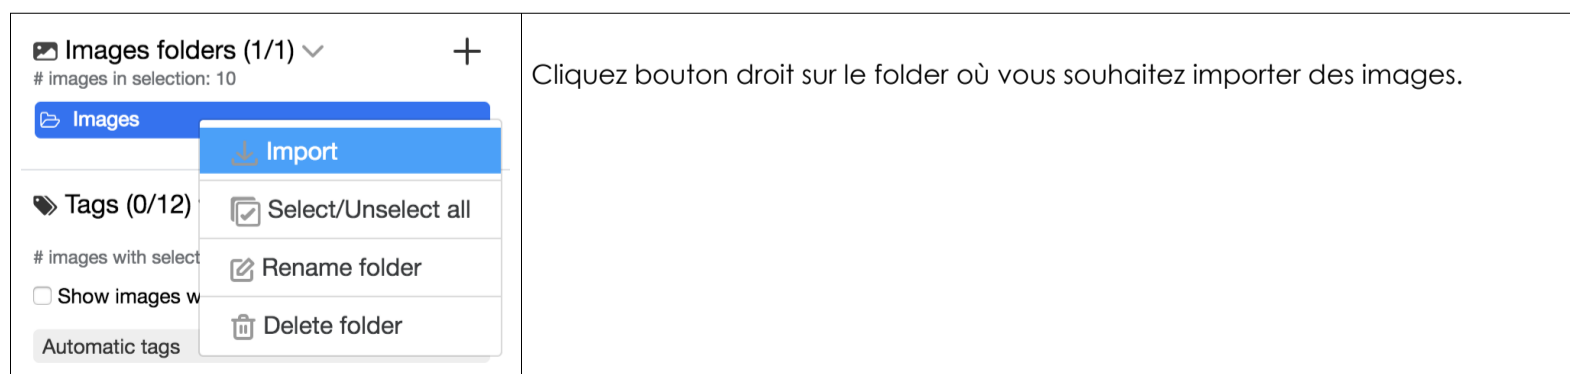 Images folders (1/1)
# images in selection: 10
Images
Import
Tags (0/12)
Select/Unselect all
# images with select
Rename folder
Show images w
Delete folder
Automatic tags
Cliquez bouton droit sur le folder où vous souhaitez importer des images.